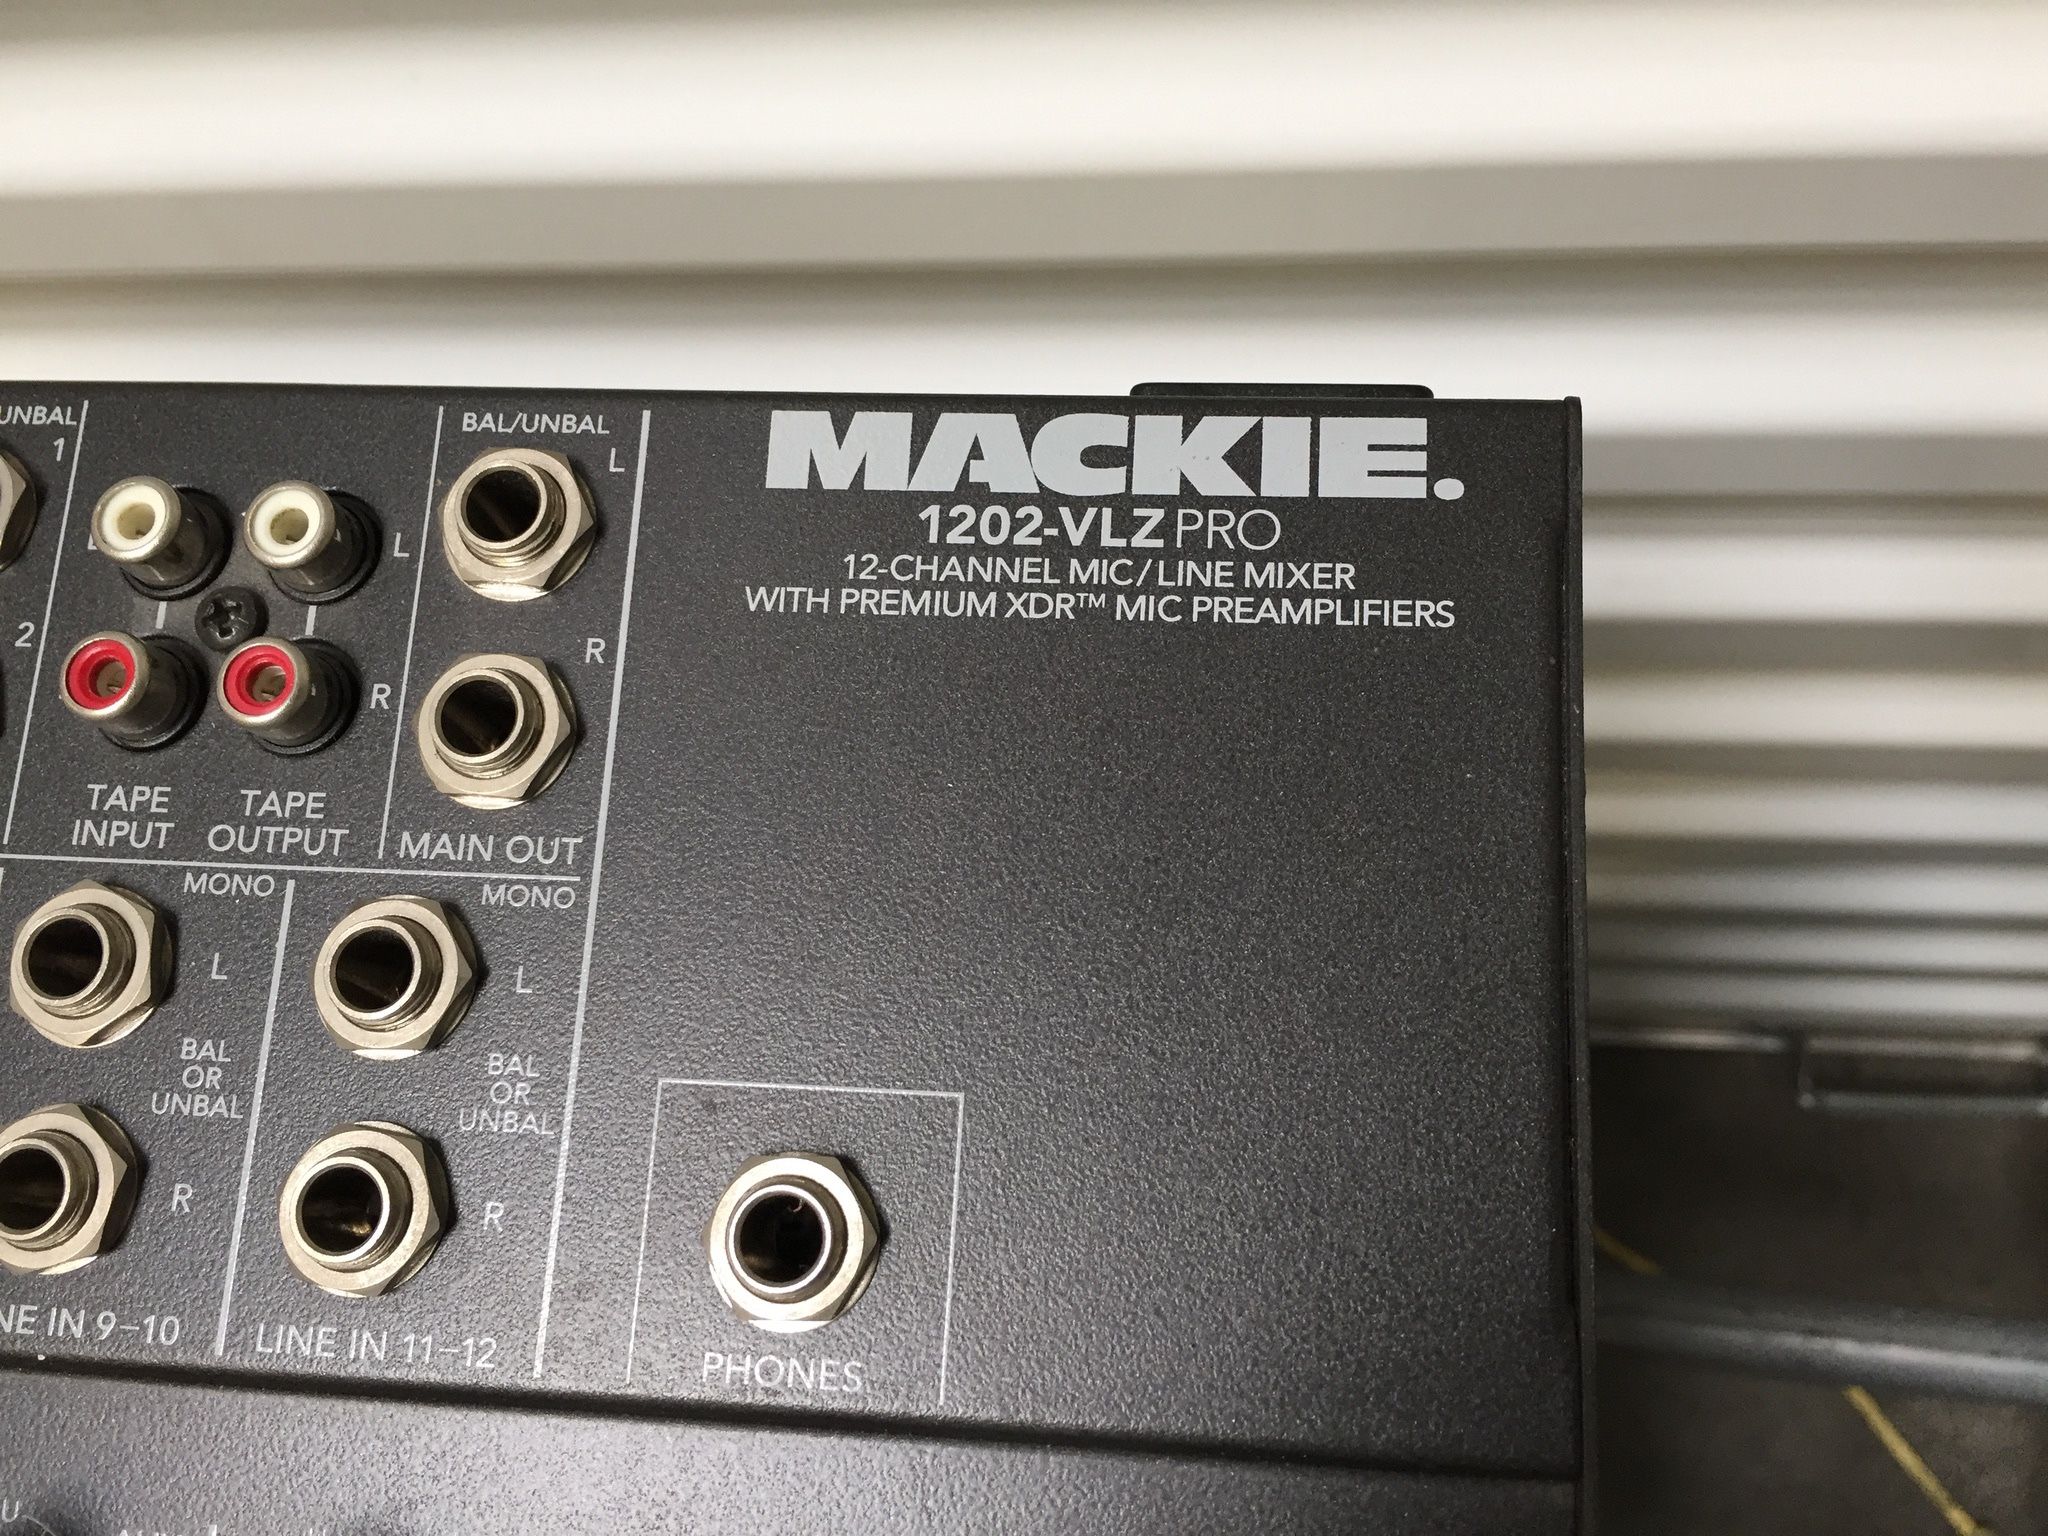 MACKIE.
1202-VLZ PRO
12-CHANNEL MIC/LINE MIXER
WITH PREMIUM XDR™ MIC PREAMPLIFIERS
UNBAL
1
2
L
R
TAPE
INPUT
TAPE
OUTPUT
BAL/UNBAL
L
R
MAIN OUT
MONO
L
BAL
OR
UNBAL
R
NE IN 9–10
MONO
L
BAL
OR
UNBAL
R
LINE IN 11–12
PHONES
U